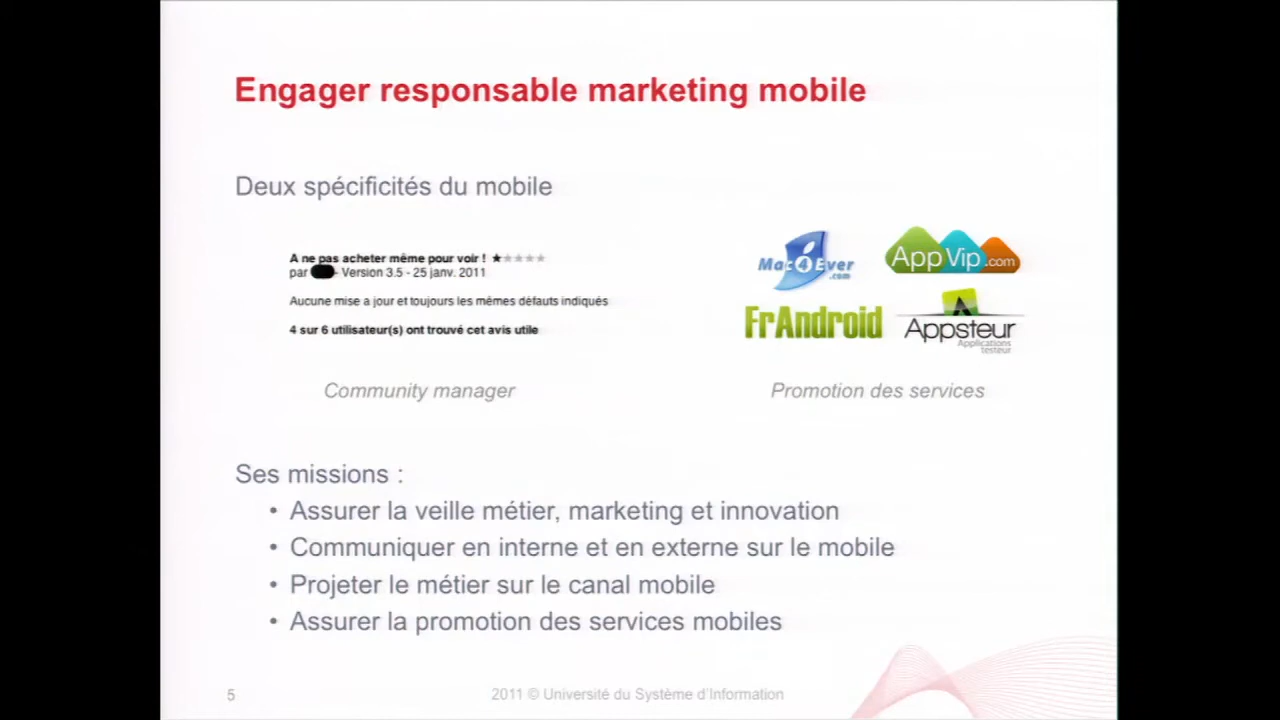 Engager responsable marketing mobile
Deux spécificités du mobile
A ne pas acheter même pour voir ! ★★★★★
par - Version 3.5 - 25 janv. 2011
Aucune mise a jour et toujours les mêmes défauts indiqués
4 sur 6 utilisateur(s) ont trouvé cet avis utile
Community manager
Mac4Ever
.com
AppVip.com
FrAndroid
Appsteur
Applications
testeur
Promotion des services
Ses missions :
• Assurer la veille métier, marketing et innovation
• Communiquer en interne et en externe sur le mobile
• Projeter le métier sur le canal mobile
• Assurer la promotion des services mobiles
5
2011 © Université du Système d'Information